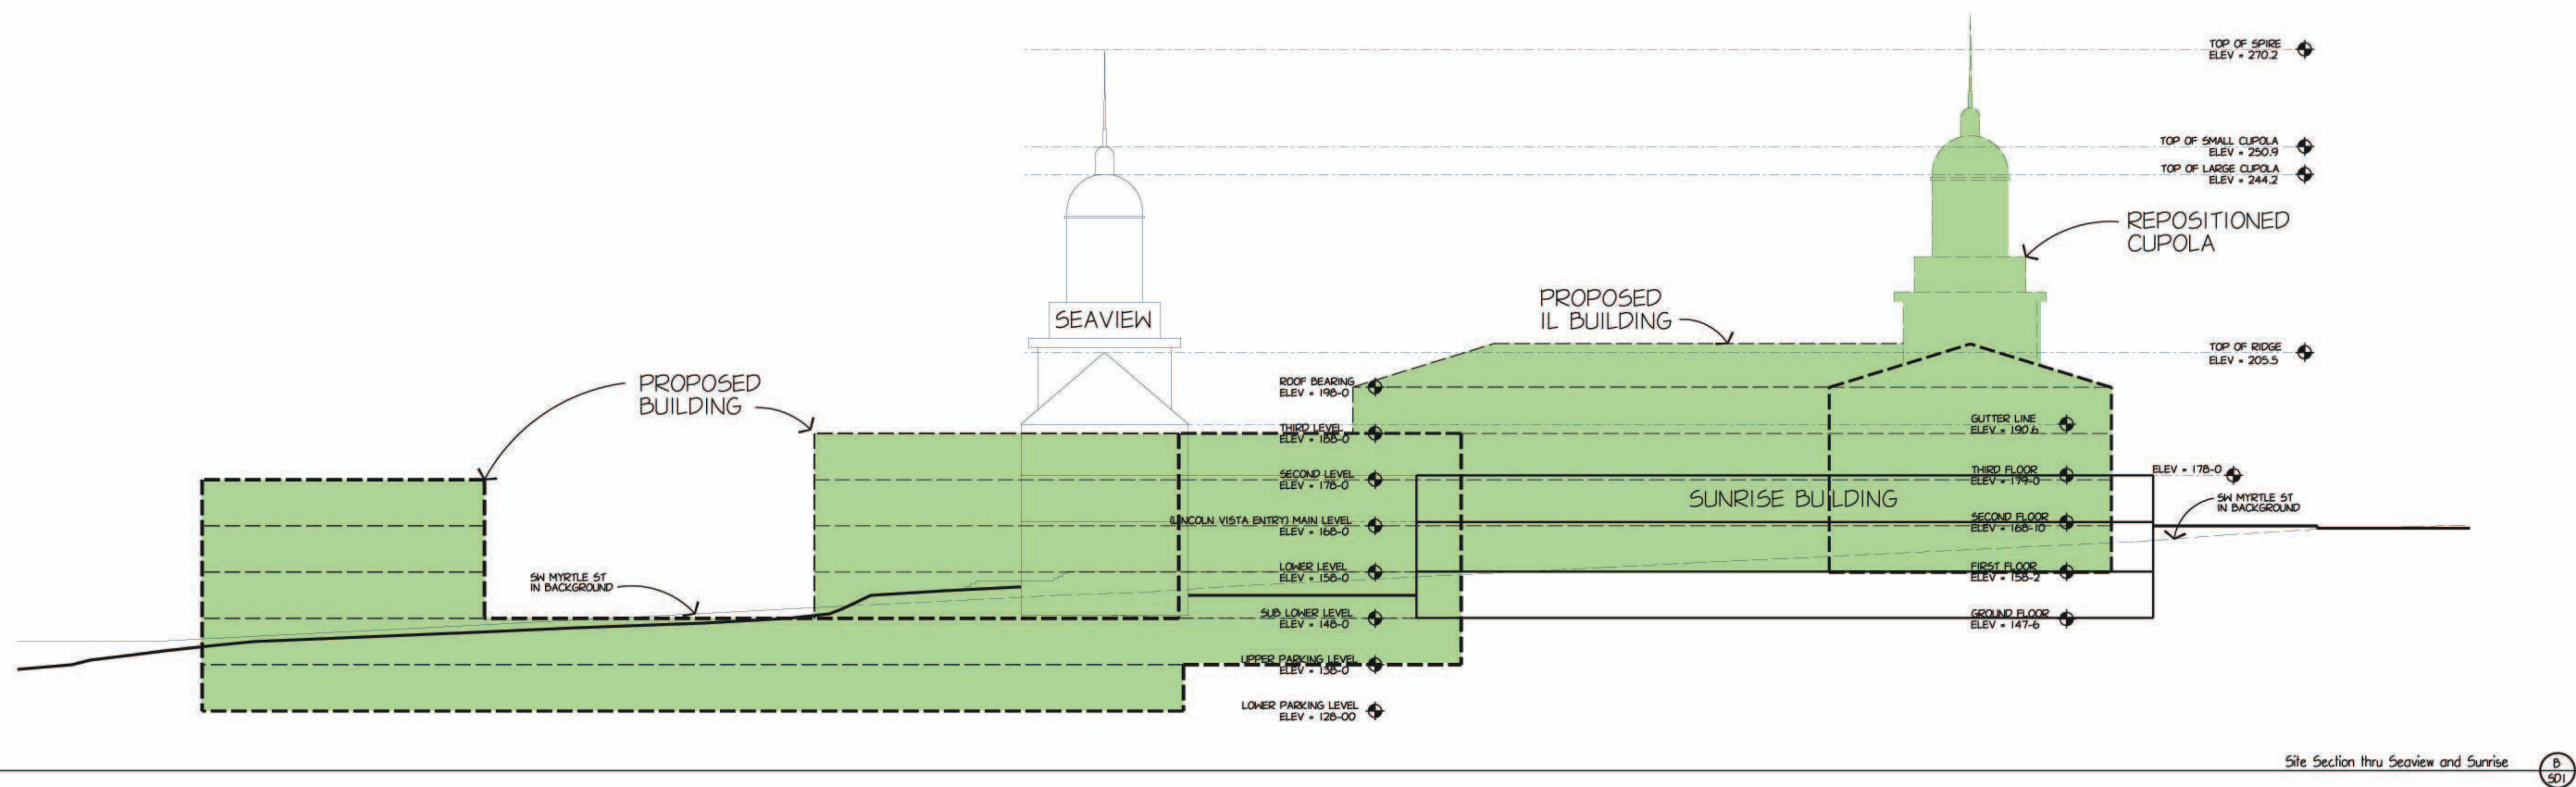 TOP OF SPIRE
ELEV = 270.2
TOP OF SMALL CUPOLA
ELEV = 250.9
TOP OF LARGE CUPOLA
ELEV = 244.2
REPOSITIONED
CUPOLA
PROPOSED
IL BUILDING
SEAVIEW
TOP OF RIDGE
ELEV = 205.5
PROPOSED
BUILDING
ROOF BEARING
ELEV = 198-0
GUTTER LINE
ELEV = 190.6
THIRD LEVEL
ELEV = 188-0
SECOND LEVEL
ELEV = 178-0
THIRD FLOOR
ELEV = 179-0
ELEV = 178-0
SUNRISE BUILDING
SW MYRTLE ST
IN BACKGROUND
(LINCOLN VISTA ENTRY) MAIN LEVEL
ELEV = 168-0
SECOND FLOOR
ELEV = 168-10
LOWER LEVEL
ELEV = 158-0
FIRST FLOOR
ELEV = 158-2
SW MYRTLE ST
IN BACKGROUND
SUB LOWER LEVEL
ELEV = 148-0
GROUND FLOOR
ELEV = 147-6
UPPER PARKING LEVEL
ELEV = 138-0
LOWER PARKING LEVEL
ELEV = 128-00
Site Section thru Seaview and Sunrise
B
SD1